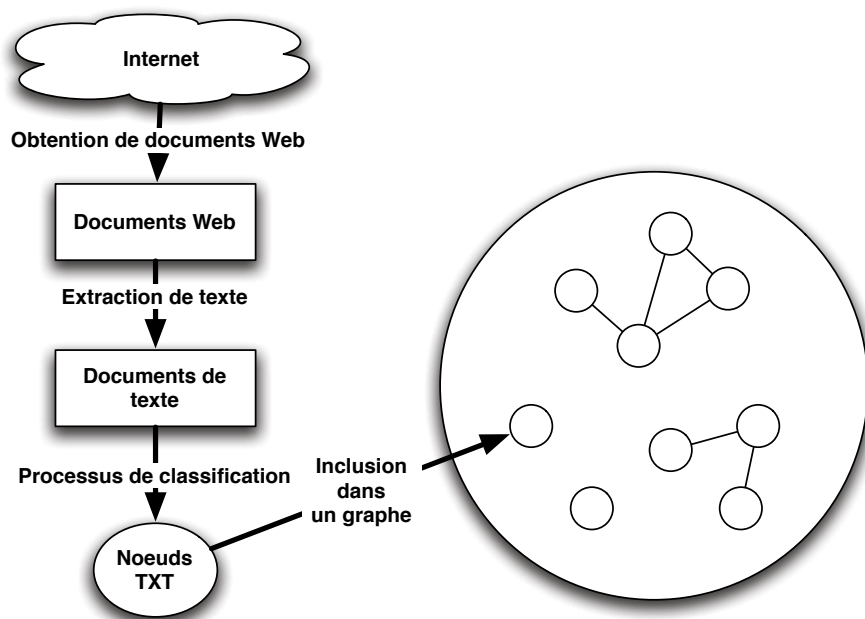 Internet
Obtention de documents Web
Documents Web
Extraction de texte
Documents de
texte
Processus de classification
Inclusion
dans
un graphe
Noeuds
TXT